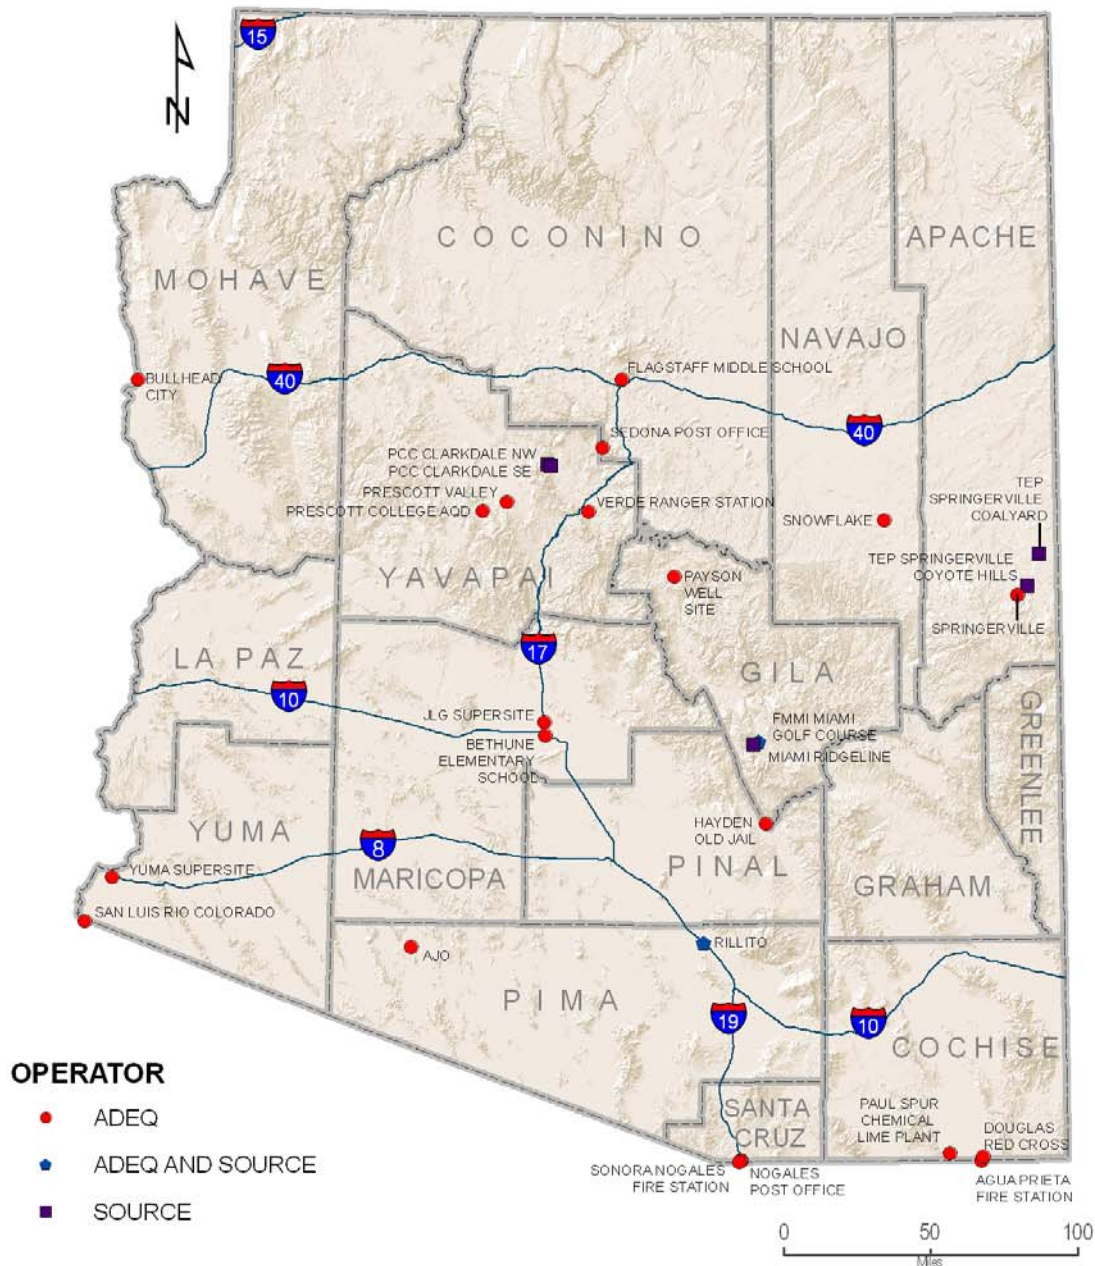 15
N
COCONINO
APACHE
MOHAVE
NAVAJO
BULLHEAD
CITY
40
FLAGSTAFF MIDDLE SCHOOL
40
SEDONA POST OFFICE
PCC CLARKDALE NW
PCC CLARKDALE SE
PRESCOTT VALLEY
PRESCOTT COLLEGE AQD
VERDE RANGER STATION
SNOWFLAKE
TEP
SPRINGERVILLE
COALYARD
TEP SPRINGERVILLE
COYOTE HILLS
SPRINGERVILLE
YAVAPAI
PAYSON
WELL
SITE
17
LA PAZ
10
GILA
GREENLEE
JLG SUPERSITE
BETHUNE
ELEMENTARY
SCHOOL
FMMI MIAMI
GOLF COURSE
MIAMI RIDGELINE
YUMA
8
HAYDEN
OLD JAIL
PINAL
MARICOPA
GRAHAM
YUMA SUPERSITE
SAN LUIS RIO COLORADO
AJO
RILLITO
PIMA
19
10
COCHISE
OPERATOR
ADEQ
ADEQ AND SOURCE
SOURCE
SANTA
CRUZ
PAUL SPUR
CHEMICAL
LIME PLANT
DOUGLAS
RED CROSS
SONORA NOGALES
FIRE STATION
NOGALES
POST OFFICE
AGUA PRIETA
FIRE STATION
0 50 100
Miles